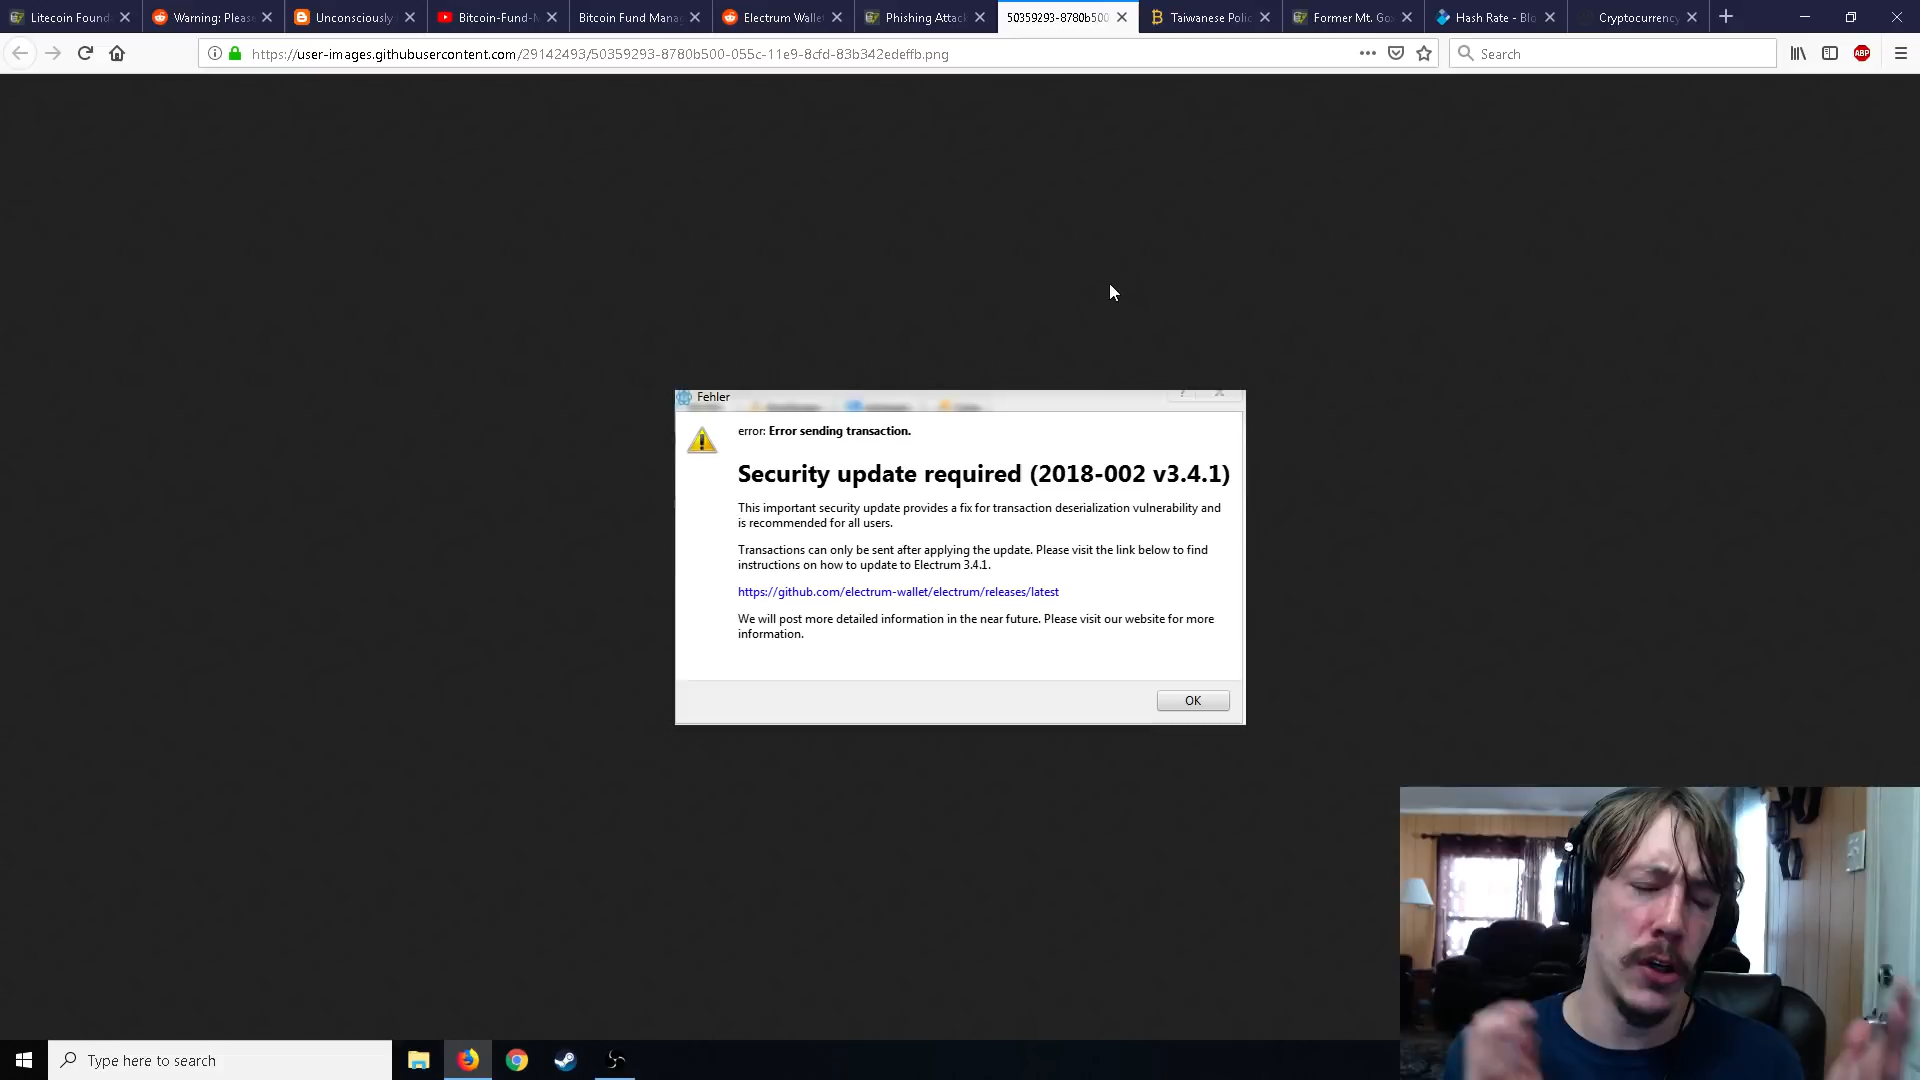 Litecoin Found
Warning: Please
Unconsciously
Bitcoin-Fund-M
Bitcoin Fund Mana
Electrum Walle
Phishing Attac
50359293-8780b500
Taiwanese Polic
Former Mt. Gox
Hash Rate - Blo
Cryptocurrency
https://user-images.githubusercontent.com/29142493/50359293-8780b500-055c-11e9-8cfd-83b342edeffb.png
Search
ABP
Fehler
error: Error sending transaction.
Security update required (2018-002 v3.4.1)
This important security update provides a fix for transaction deserialization vulnerability and
is recommended for all users.
Transactions can only be sent after applying the update. Please visit the link below to find
instructions on how to update to Electrum 3.4.1.
https://github.com/electrum-wallet/electrum/releases/latest
We will post more detailed information in the near future. Please visit our website for more
information.
OK
Type here to search